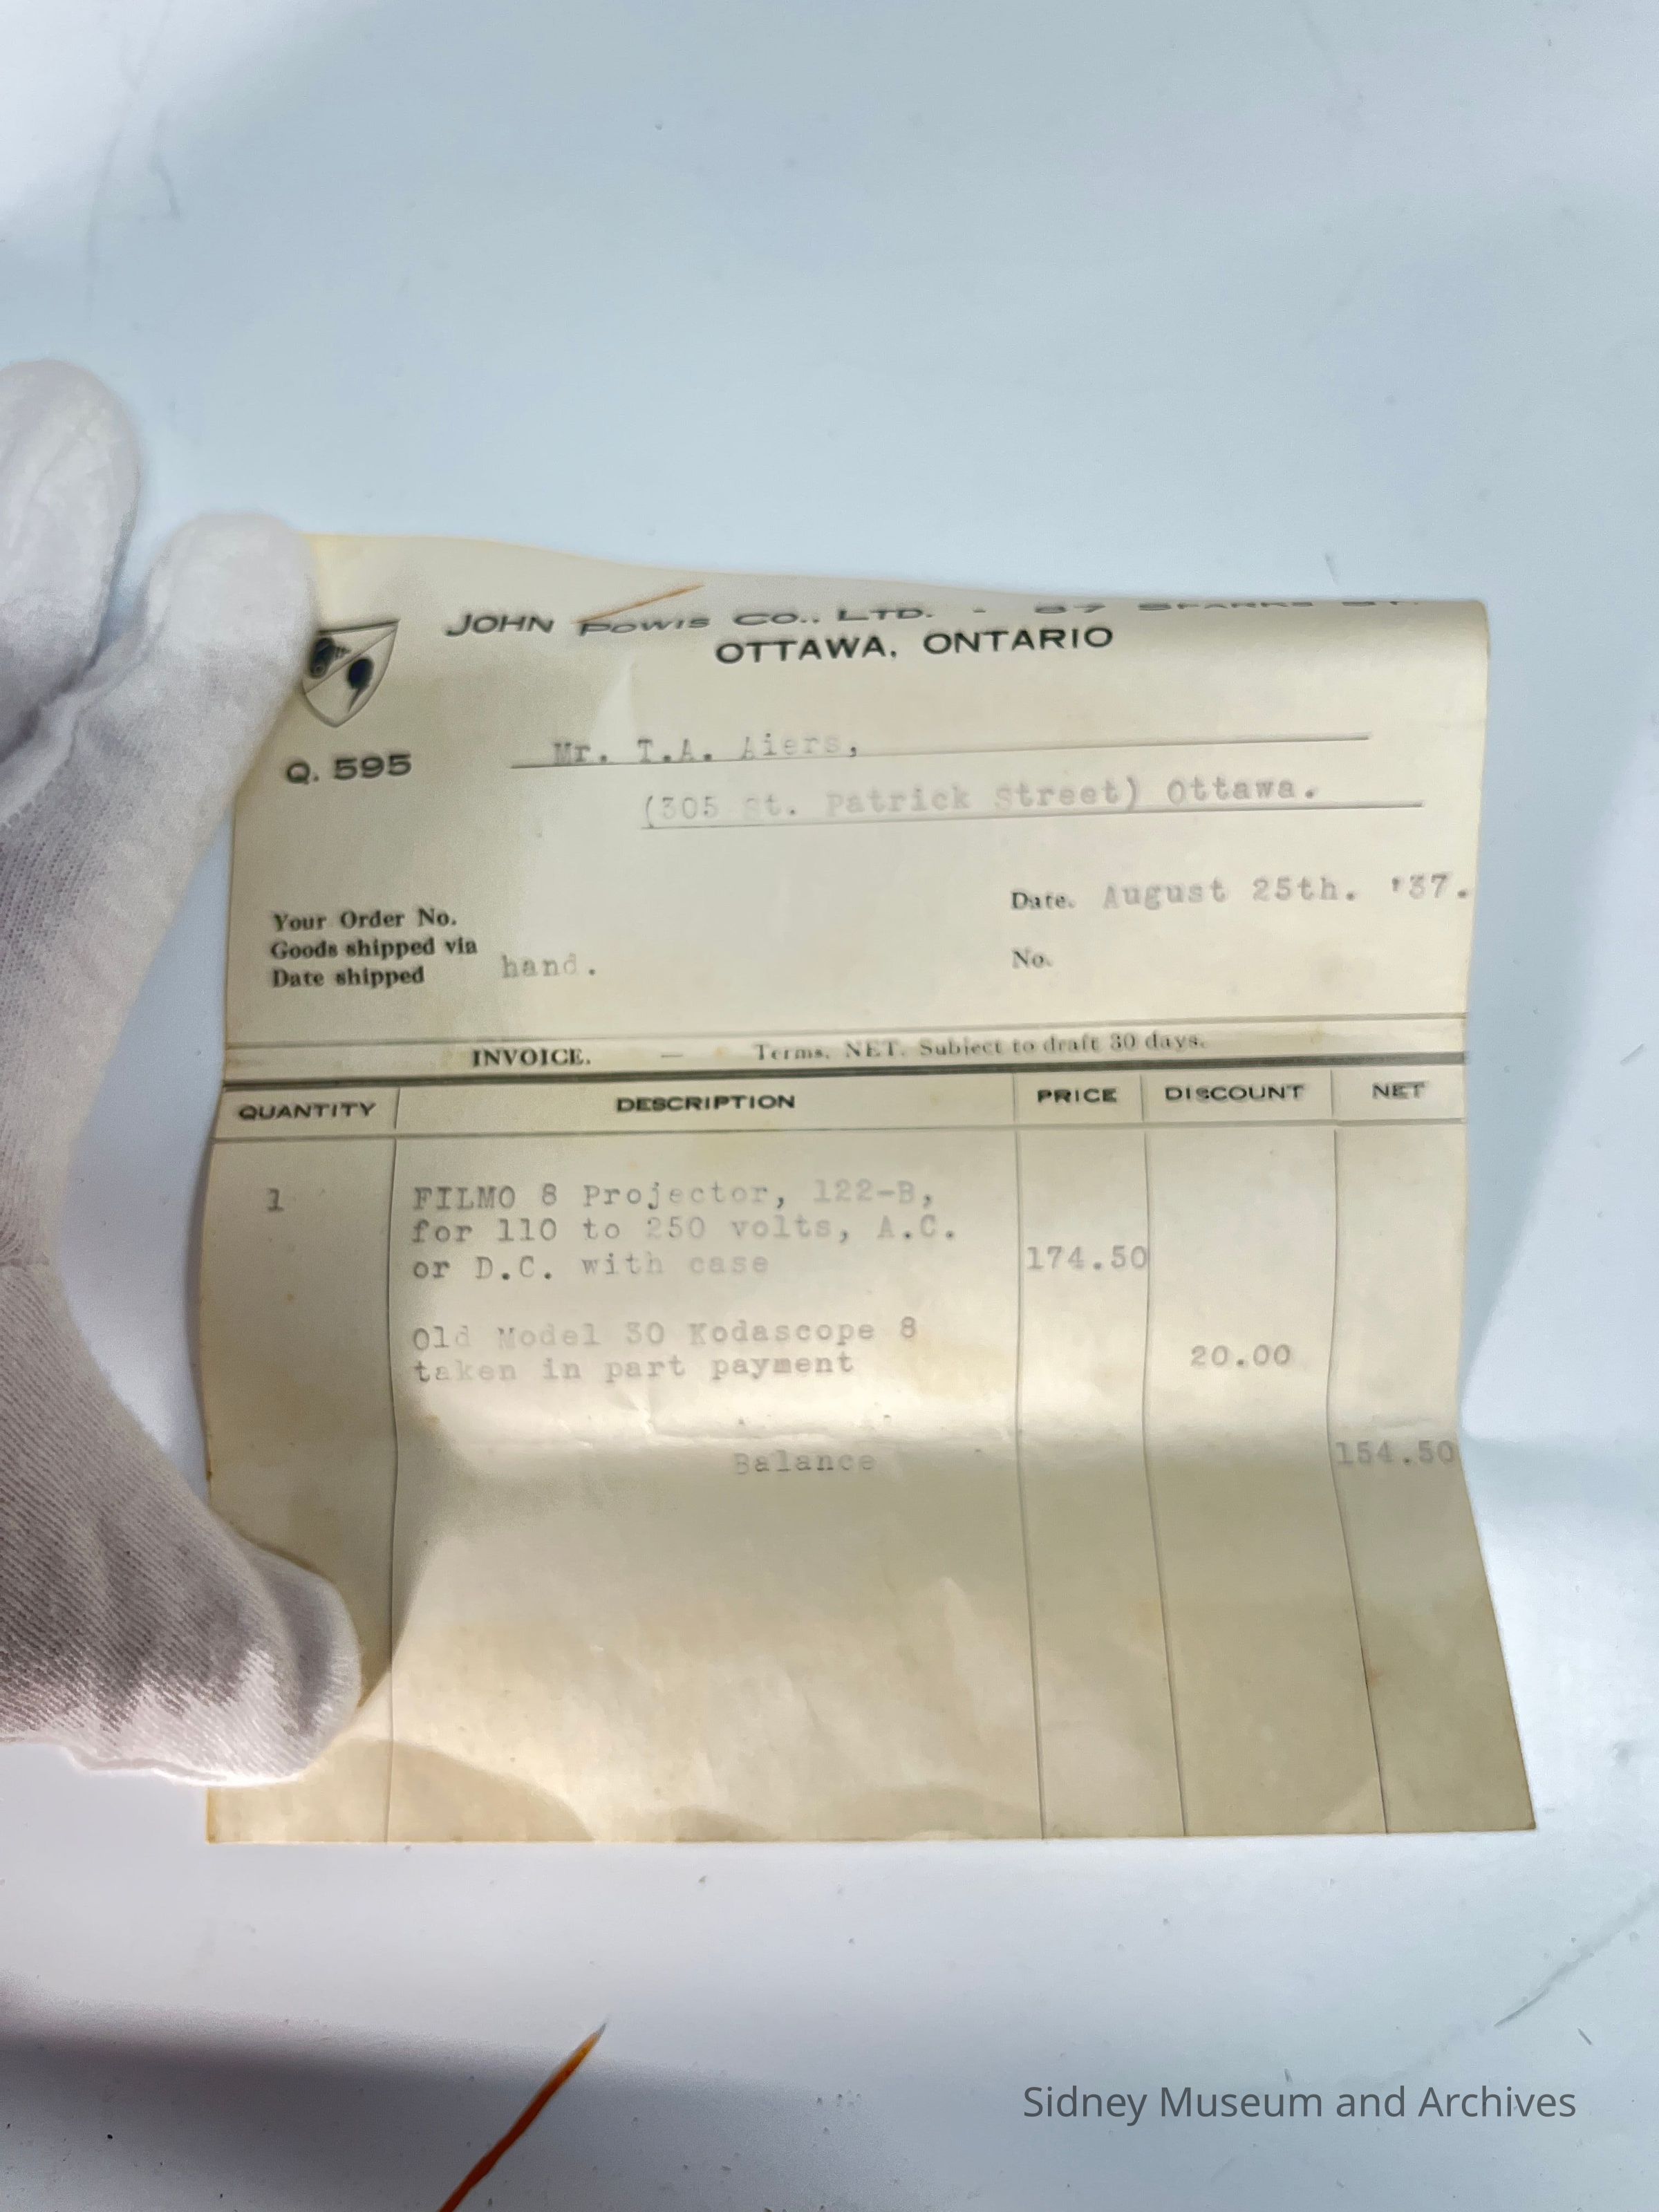 JOHN POWIS CO., LTD. - 87 SPARKS ST.
OTTAWA, ONTARIO
Q. 595
Mr. T.A. Aiers,
(305 St. Patrick Street) Ottawa.
Date. August 25th. '37.
Your Order No.
Goods shipped via
Date shipped hand.
No.
INVOICE. — Terms, NET. Subject to draft 30 days.
QUANTITY DESCRIPTION PRICE DISCOUNT NET
1 FILMO 8 Projector, 122-B,
for 110 to 250 volts, A.C.
or D.C. with case 174.50
Old Model 30 Kodascope 8
taken in part payment 20.00
Balance 154.50
Sidney Museum and Archives